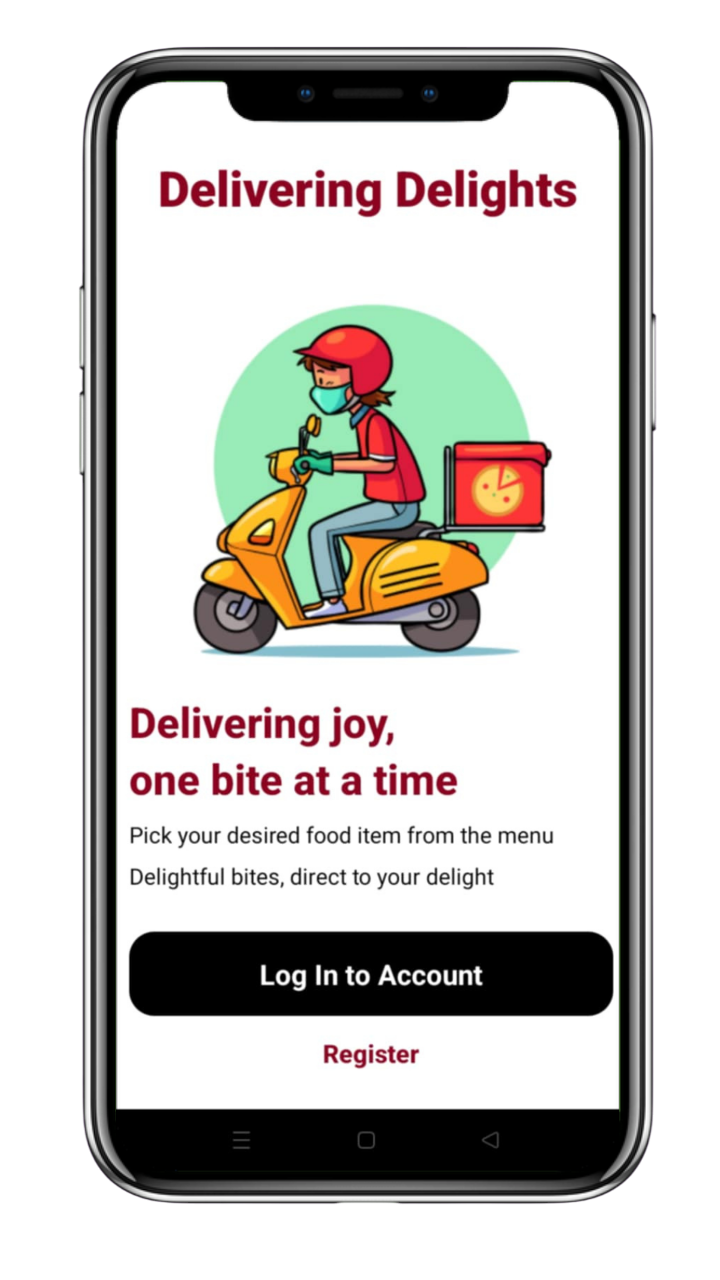 Delivering Delights
Delivering joy,
one bite at a time
Pick your desired food item from the menu
Delightful bites, direct to your delight
Log In to Account
Register